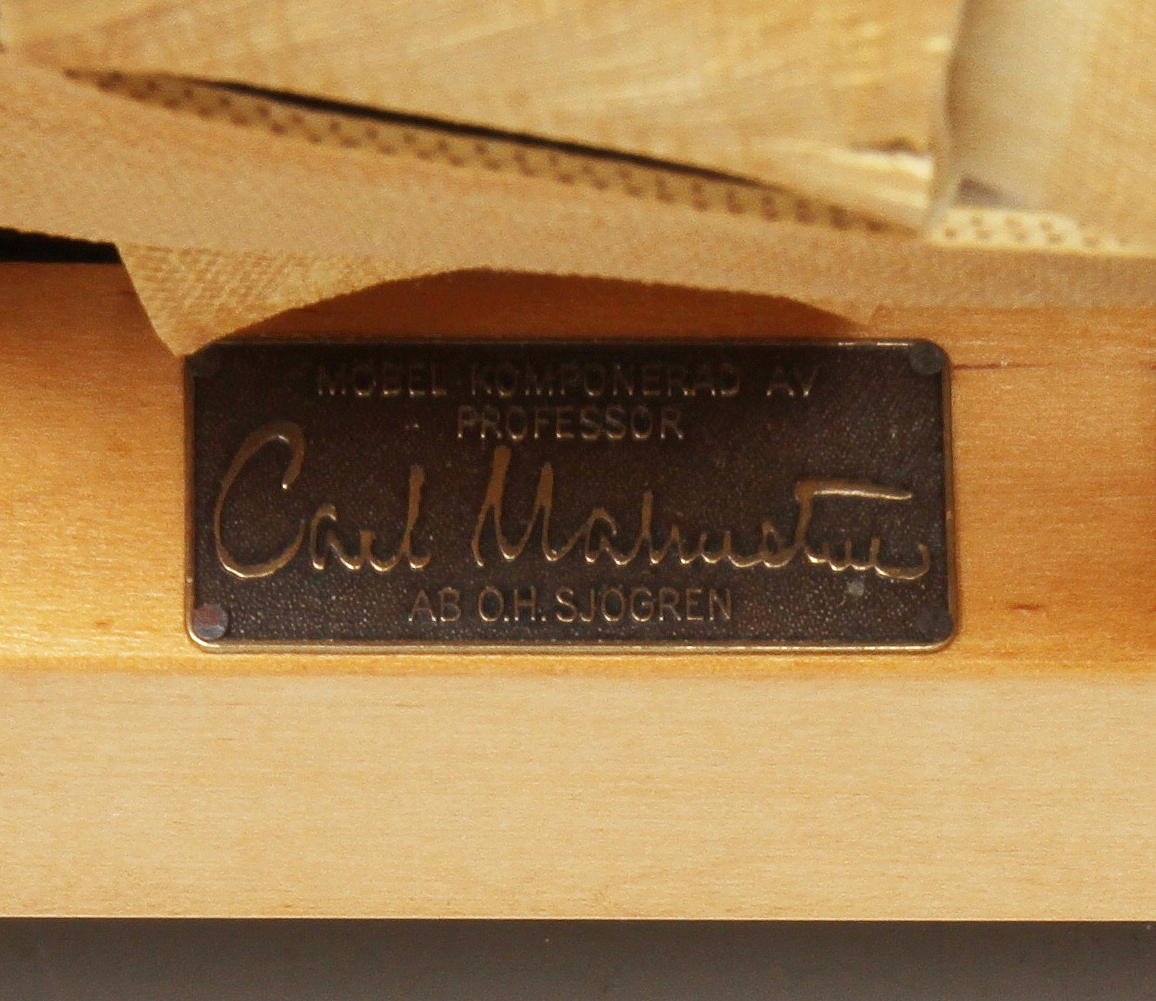 MÖBEL KOMPONERAD AV
PROFESSOR
Carl Malmsten
AB O.H. SJÖGREN